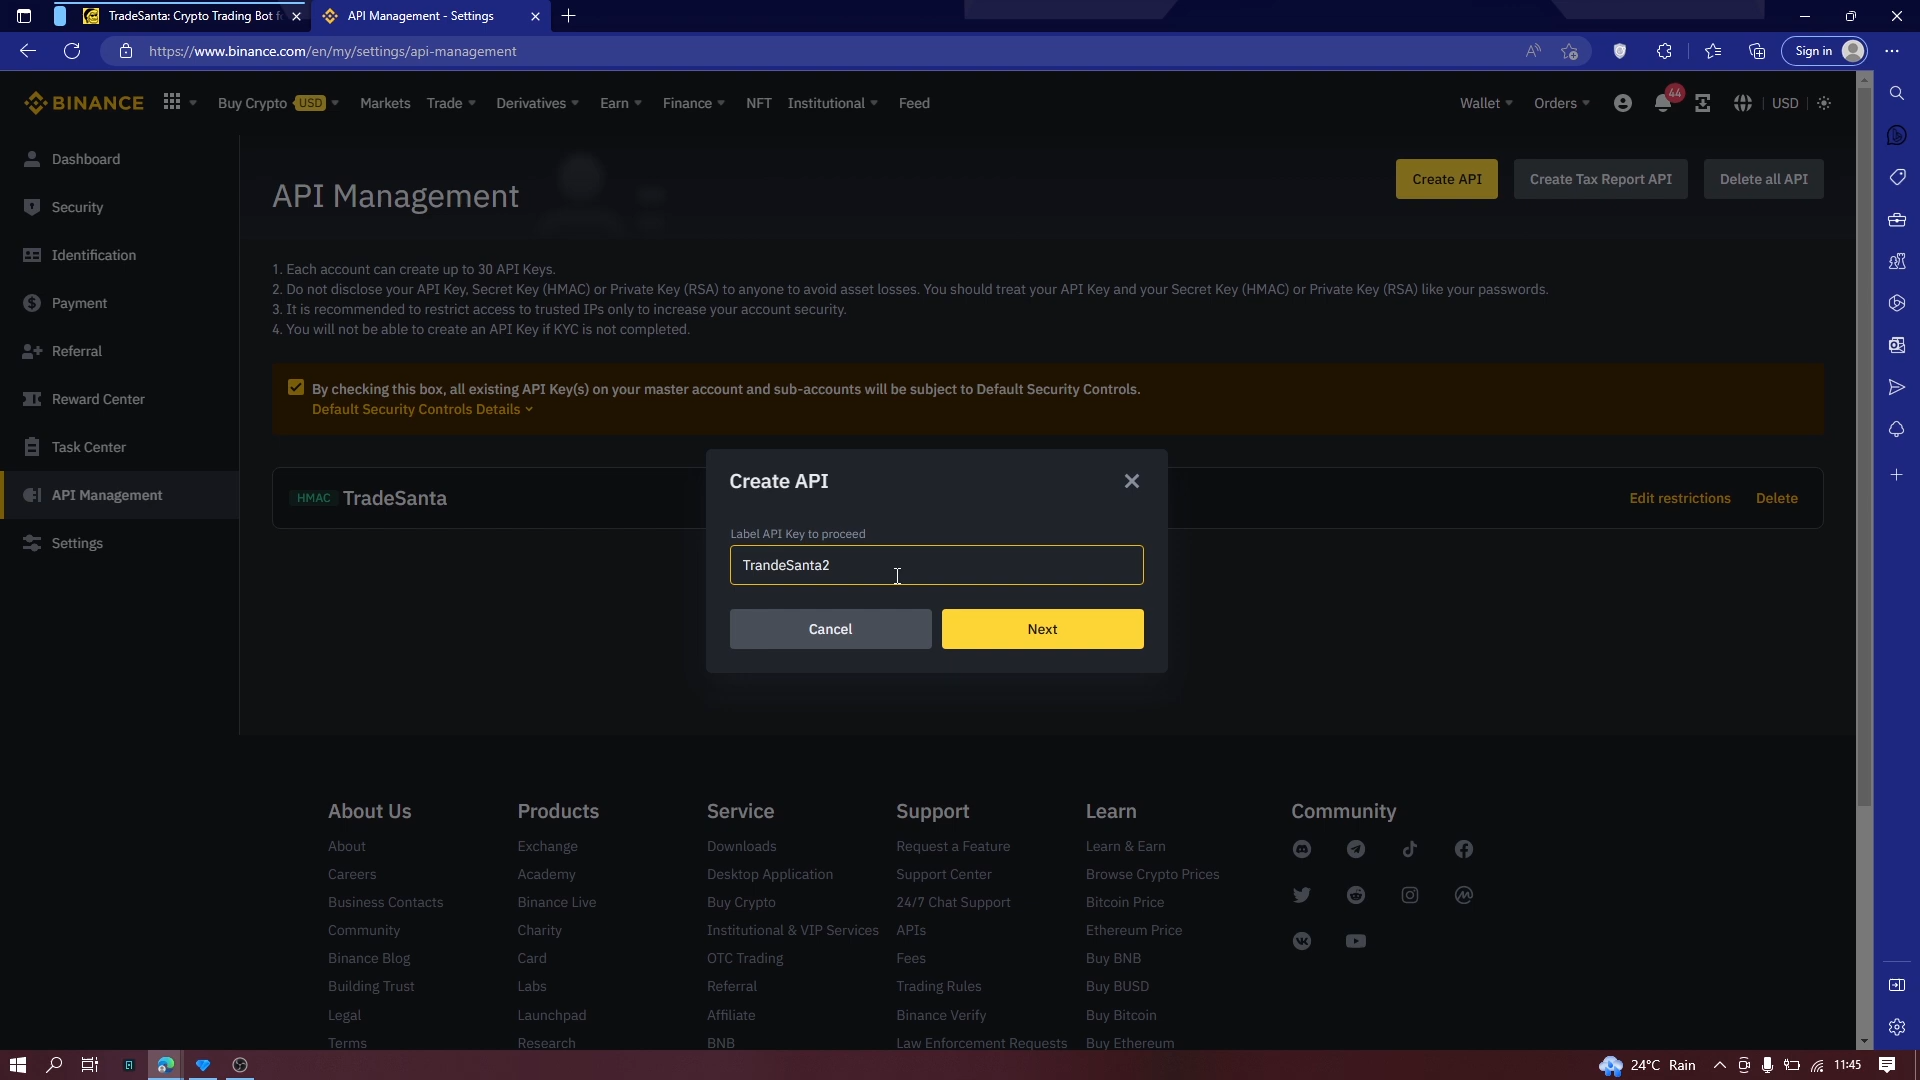 TradeSanta: Crypto Trading Bot f
API Management - Settings
https://www.binance.com/en/my/settings/api-management
Sign in
BINANCE
Buy Crypto USD
Markets
Trade
Derivatives
Earn
Finance
NFT
Institutional
Feed
Wallet
Orders
44
USD
Dashboard
Security
Identification
Payment
Referral
Reward Center
Task Center
API Management
Settings
API Management
Create API
Create Tax Report API
Delete all API
1. Each account can create up to 30 API Keys.
2. Do not disclose your API Key, Secret Key (HMAC) or Private Key (RSA) to anyone to avoid asset losses. You should treat your API Key and your Secret Key (HMAC) or Private Key (RSA) like your passwords.
3. It is recommended to restrict access to trusted IPs only to increase your account security.
4. You will not be able to create an API Key if KYC is not completed.
By checking this box, all existing API Key(s) on your master account and sub-accounts will be subject to Default Security Controls.
Default Security Controls Details
HMAC TradeSanta
Edit restrictions
Delete
Create API
Label API Key to proceed
TrandeSanta2
Cancel
Next
About Us
About
Careers
Business Contacts
Community
Binance Blog
Building Trust
Legal
Terms
Products
Exchange
Academy
Binance Live
Charity
Card
Labs
Launchpad
Research
Service
Downloads
Desktop Application
Buy Crypto
Institutional & VIP Services
OTC Trading
Referral
Affiliate
BNB
Support
Request a Feature
Support Center
24/7 Chat Support
APIs
Fees
Trading Rules
Binance Verify
Law Enforcement Requests
Learn
Learn & Earn
Browse Crypto Prices
Bitcoin Price
Ethereum Price
Buy BNB
Buy BUSD
Buy Bitcoin
Buy Ethereum
Community
24°C Rain
11:45